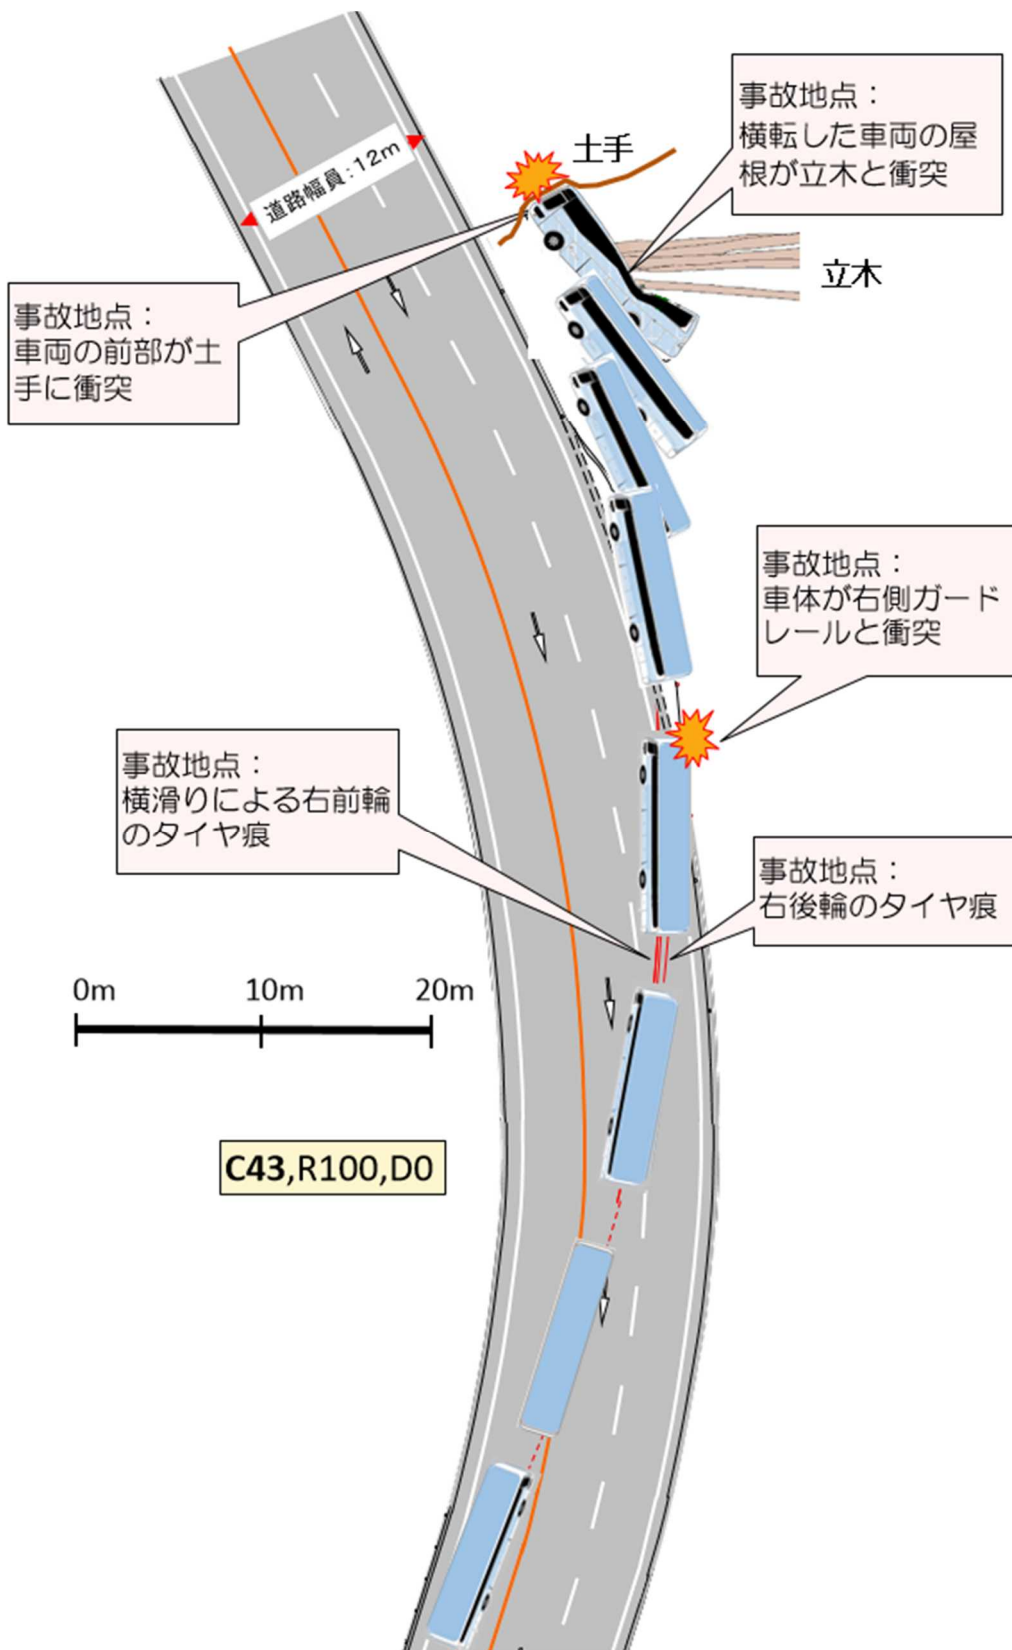 事故地点：
横転した車両の屋
根が立木と衝突
土手
道路幅員：12m
立木
事故地点：
車両の前部が土
手に衝突
事故地点：
車体が右側ガード
レールと衝突
事故地点：
横滑りによる右前輪
のタイヤ痕
事故地点：
右後輪のタイヤ痕
0m 10m 20m
C43,R100,D0